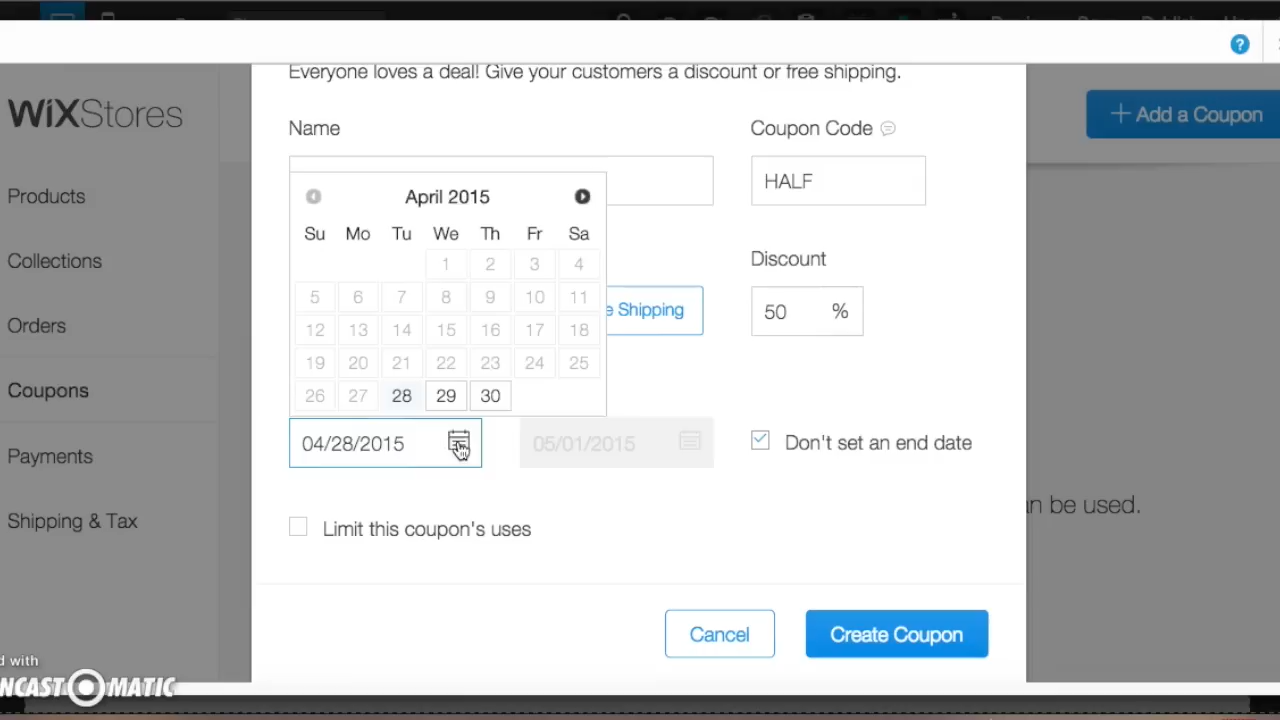 ?
Everyone loves a deal! Give your customers a discount or free shipping.
WiXStores
+ Add a Coupon
Name
Coupon Code
HALF
Products
Collections
Orders
Coupons
Payments
Shipping & Tax
April 2015
Su Mo Tu We Th Fr Sa
1 2 3 4
5 6 7 8 9 10 11
12 13 14 15 16 17 18
19 20 21 22 23 24 25
26 27 28 29 30
Discount
50 %
e Shipping
04/28/2015
05/01/2015
Don't set an end date
an be used.
Limit this coupon's uses
Cancel
Create Coupon
d with
NCAST MATIC